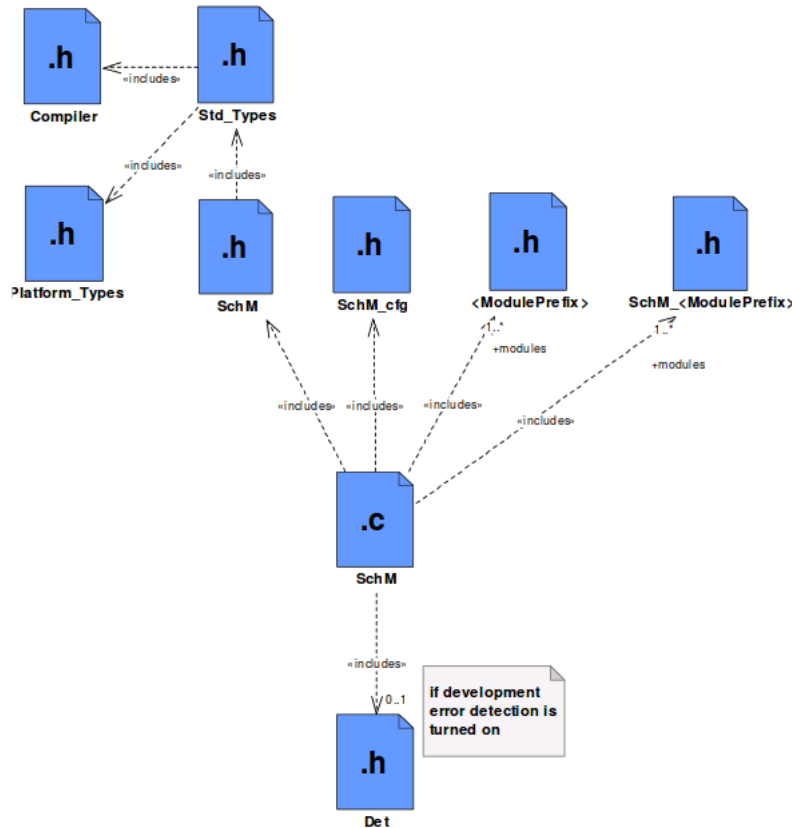 .h
.h
«includes»
Compiler
Std_Types
«includes»
«includes»
.h
.h
.h
.h
.h
Platform_Types
SchM
SchM_cfg
<ModulePrefix>
SchM_<ModulePrefix>
1..*
+modules
1..*
+modules
«includes»
«includes»
«includes»
«includes»
.c
SchM
«includes»
0..1
if development
error detection is
turned on
.h
Det